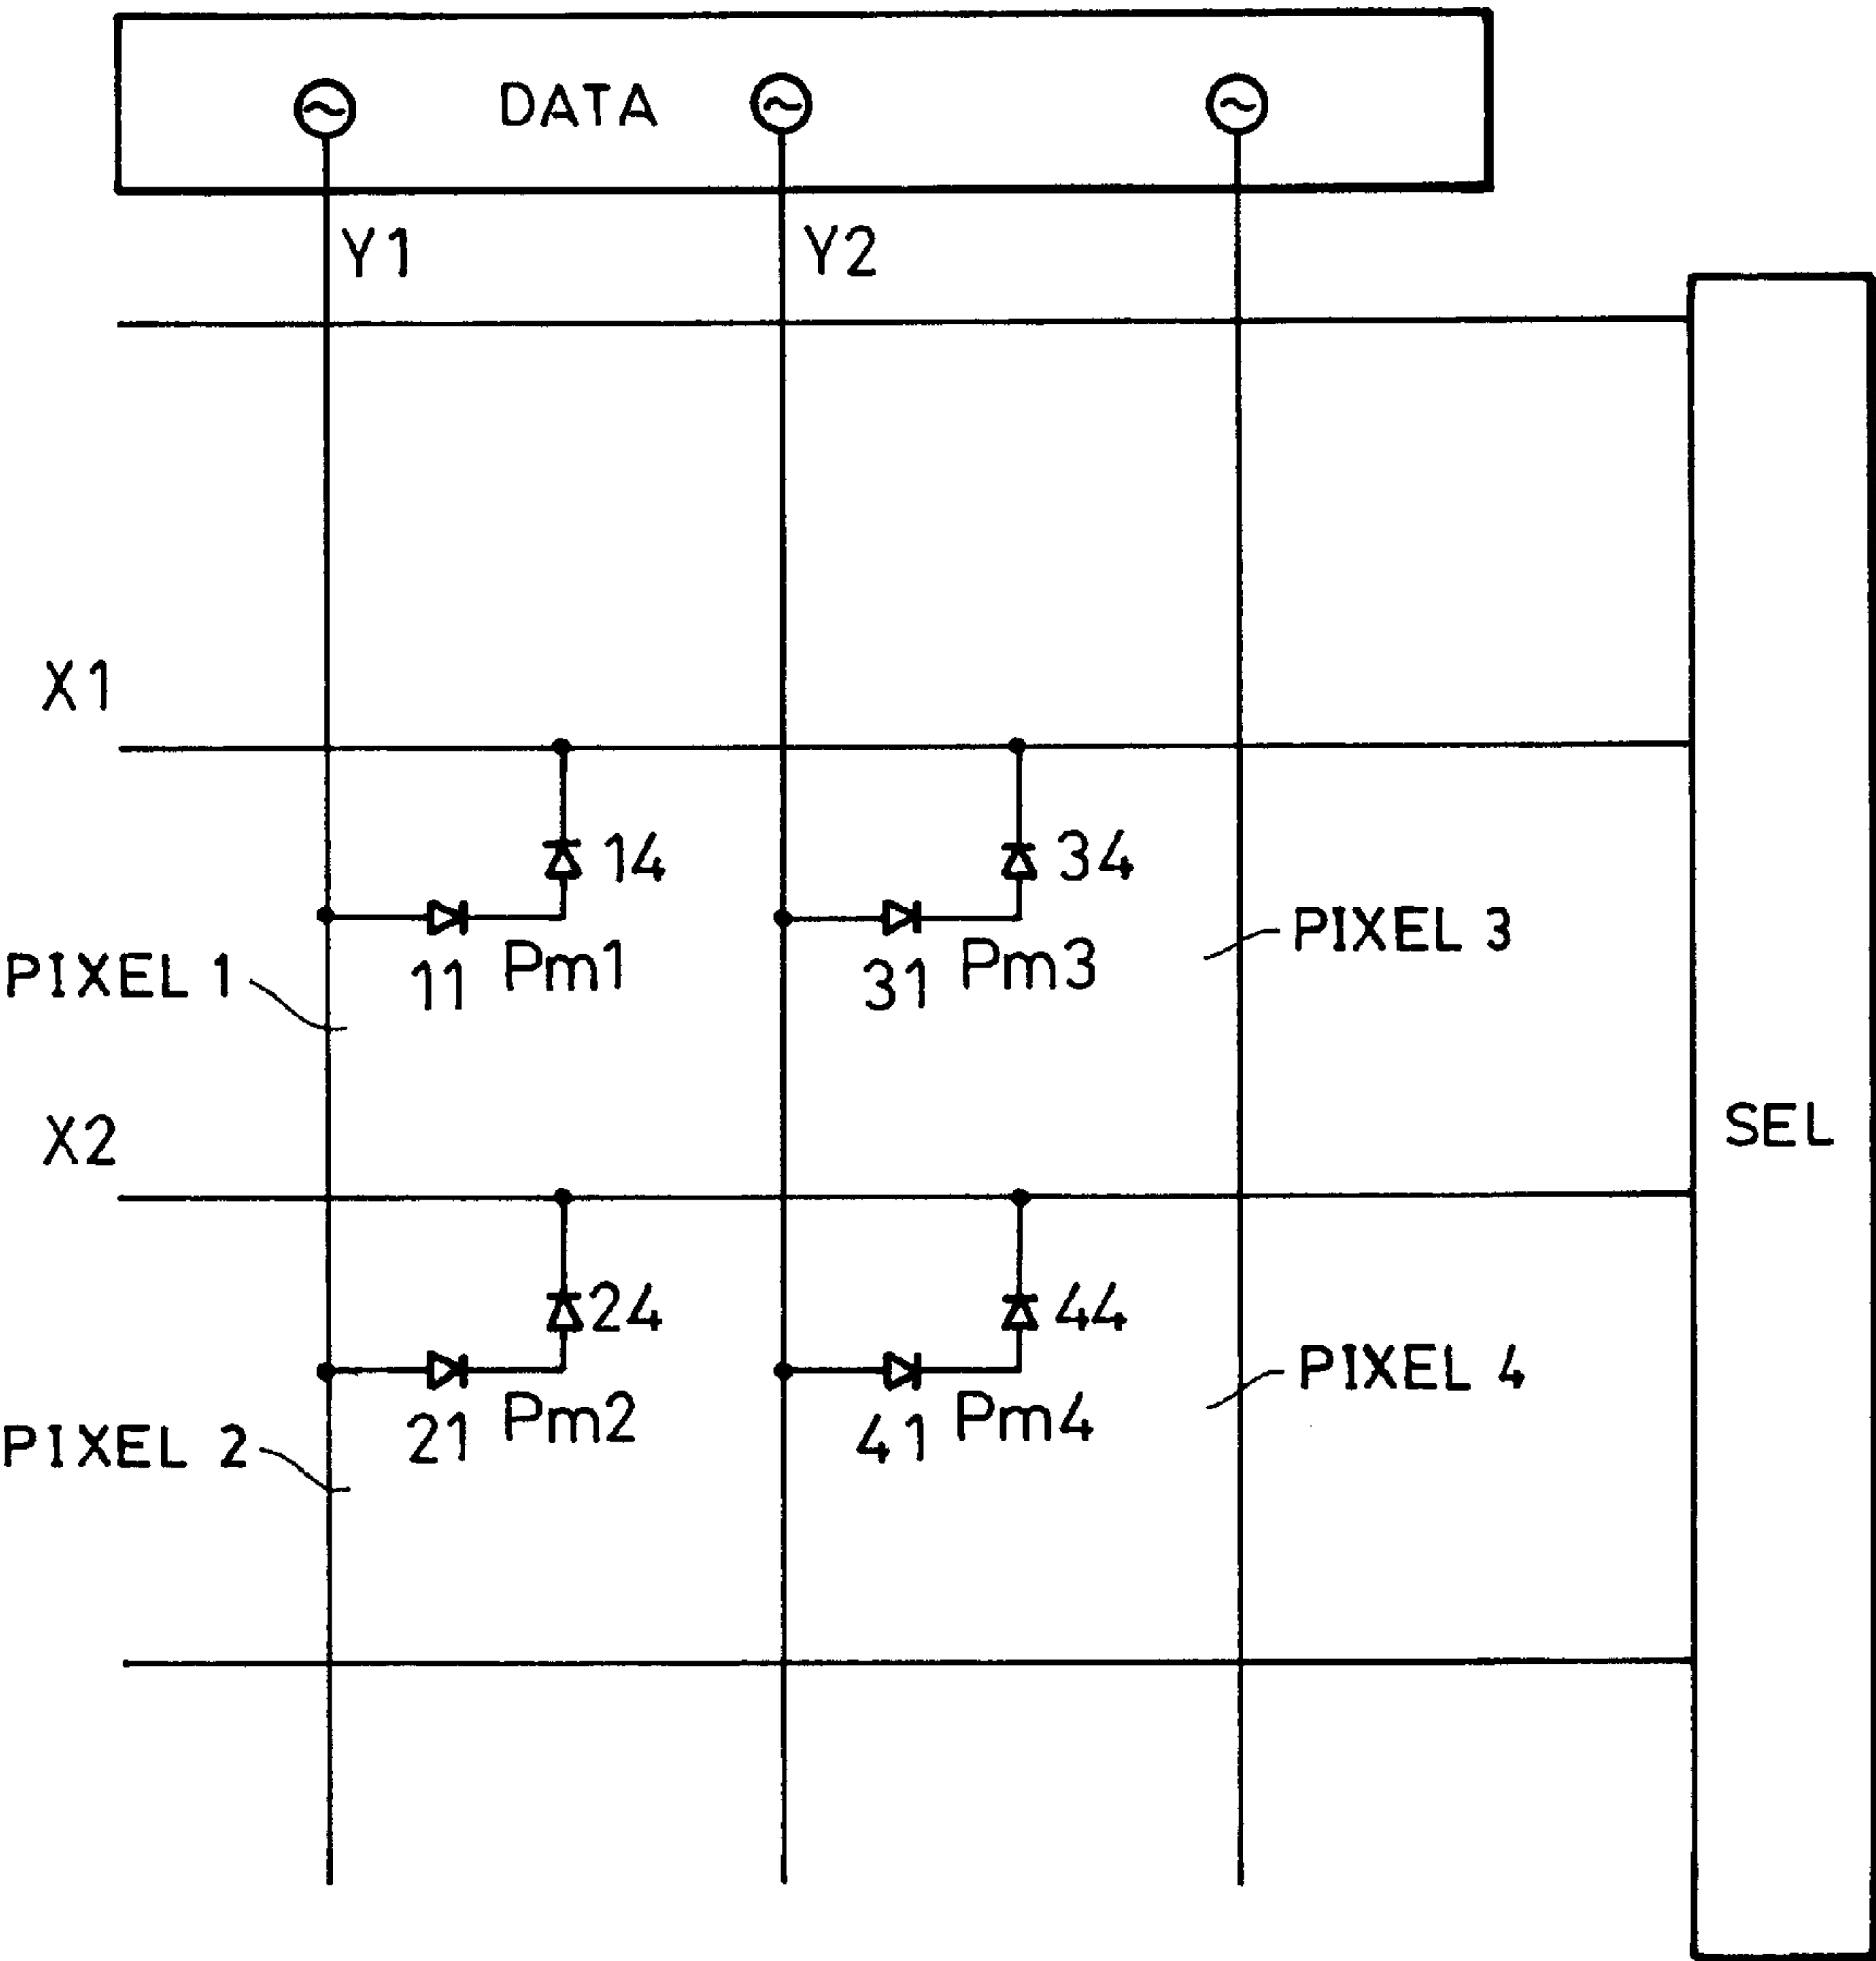 DATA
Y1
Y2
X1
14
34
PIXEL 3
11
Pm1
31
Pm3
PIXEL 1
X2
SEL
24
44
PIXEL 4
21
Pm2
41
Pm4
PIXEL 2